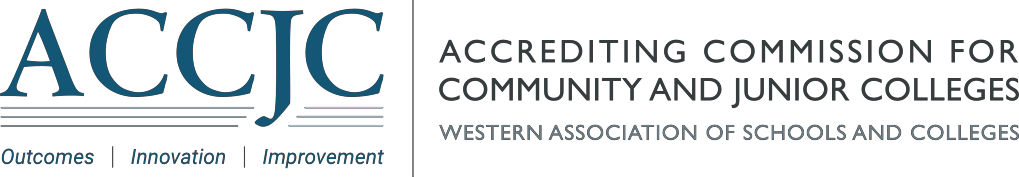 ACCJC
Outcomes | Innovation | Improvement
ACCREDITING COMMISSION FOR
COMMUNITY AND JUNIOR COLLEGES
WESTERN ASSOCIATION OF SCHOOLS AND COLLEGES